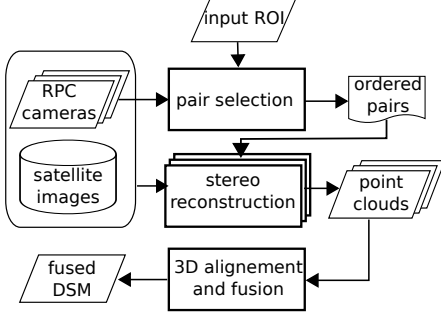 input ROI
RPC
cameras
pair selection
ordered
pairs
satellite
images
stereo
reconstruction
point
clouds
fused
DSM
3D alignement
and fusion